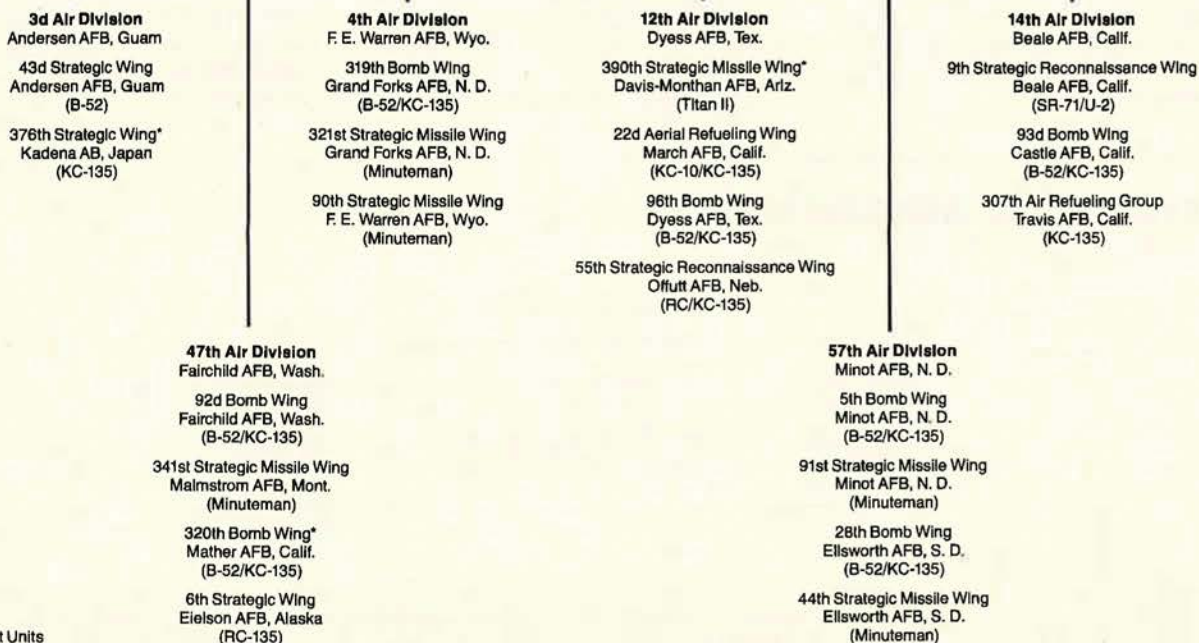 3d Air Division
Andersen AFB, Guam
43d Strategic Wing
Andersen AFB, Guam
(B-52)
376th Strategic Wing*
Kadena AB, Japan
(KC-135)
4th Air Division
F. E. Warren AFB, Wyo.
319th Bomb Wing
Grand Forks AFB, N. D.
(B-52/KC-135)
321st Strategic Missile Wing
Grand Forks AFB, N. D.
(Minuteman)
90th Strategic Missile Wing
F. E. Warren AFB, Wyo.
(Minuteman)
12th Air Division
Dyess AFB, Tex.
390th Strategic Missile Wing*
Davis-Monthan AFB, Ariz.
(Titan II)
22d Aerial Refueling Wing
March AFB, Calif.
(KC-10/KC-135)
96th Bomb Wing
Dyess AFB, Tex.
(B-52/KC-135)
55th Strategic Reconnaissance Wing
Offutt AFB, Neb.
(RC/KC-135)
14th Air Division
Beale AFB, Calif.
9th Strategic Reconnaissance Wing
Beale AFB, Calif.
(SR-71/U-2)
93d Bomb Wing
Castle AFB, Calif.
(B-52/KC-135)
307th Air Refueling Group
Travis AFB, Calif.
(KC-135)
47th Air Division
Fairchild AFB, Wash.
92d Bomb Wing
Fairchild AFB, Wash.
(B-52/KC-135)
341st Strategic Missile Wing
Malmstrom AFB, Mont.
(Minuteman)
320th Bomb Wing*
Mather AFB, Calif.
(B-52/KC-135)
6th Strategic Wing
Eielson AFB, Alaska
(RC-135)
57th Air Division
Minot AFB, N. D.
5th Bomb Wing
Minot AFB, N. D.
(B-52/KC-135)
91st Strategic Missile Wing
Minot AFB, N. D.
(Minuteman)
28th Bomb Wing
Ellsworth AFB, S. D.
(B-52/KC-135)
44th Strategic Missile Wing
Ellsworth AFB, S. D.
(Minuteman)
Units